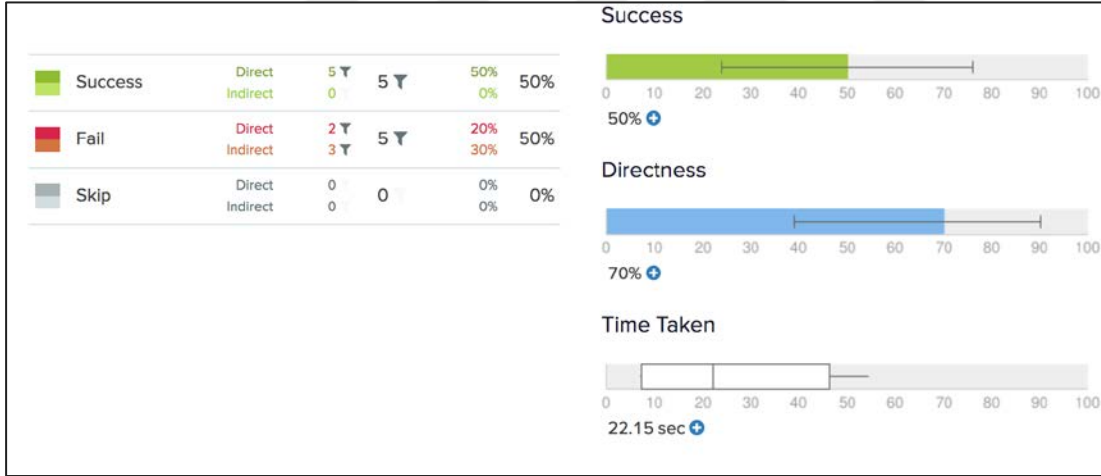 Success
Direct 5 50%
Indirect 0 0%
5 50%
Fail
Direct 2 20%
Indirect 3 30%
5 50%
Skip
Direct 0 0%
Indirect 0 0%
0 0%
Success
0 10 20 30 40 50 60 70 80 90 100
50%
Directness
0 10 20 30 40 50 60 70 80 90 100
70%
Time Taken
0 10 20 30 40 50 60 70 80 90 100
22.15 sec